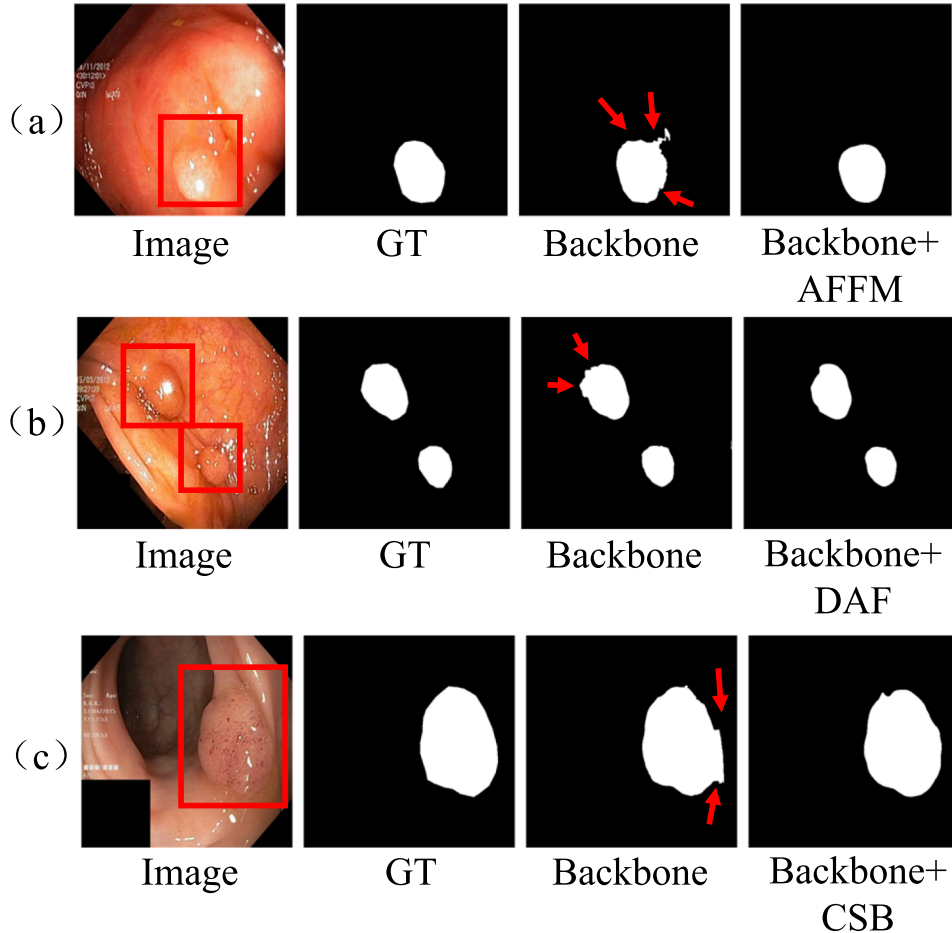 (a)
Image
GT
Backbone
Backbone+
AFFM
(b)
Image
GT
Backbone
Backbone+
DAF
(c)
Image
GT
Backbone
Backbone+
CSB